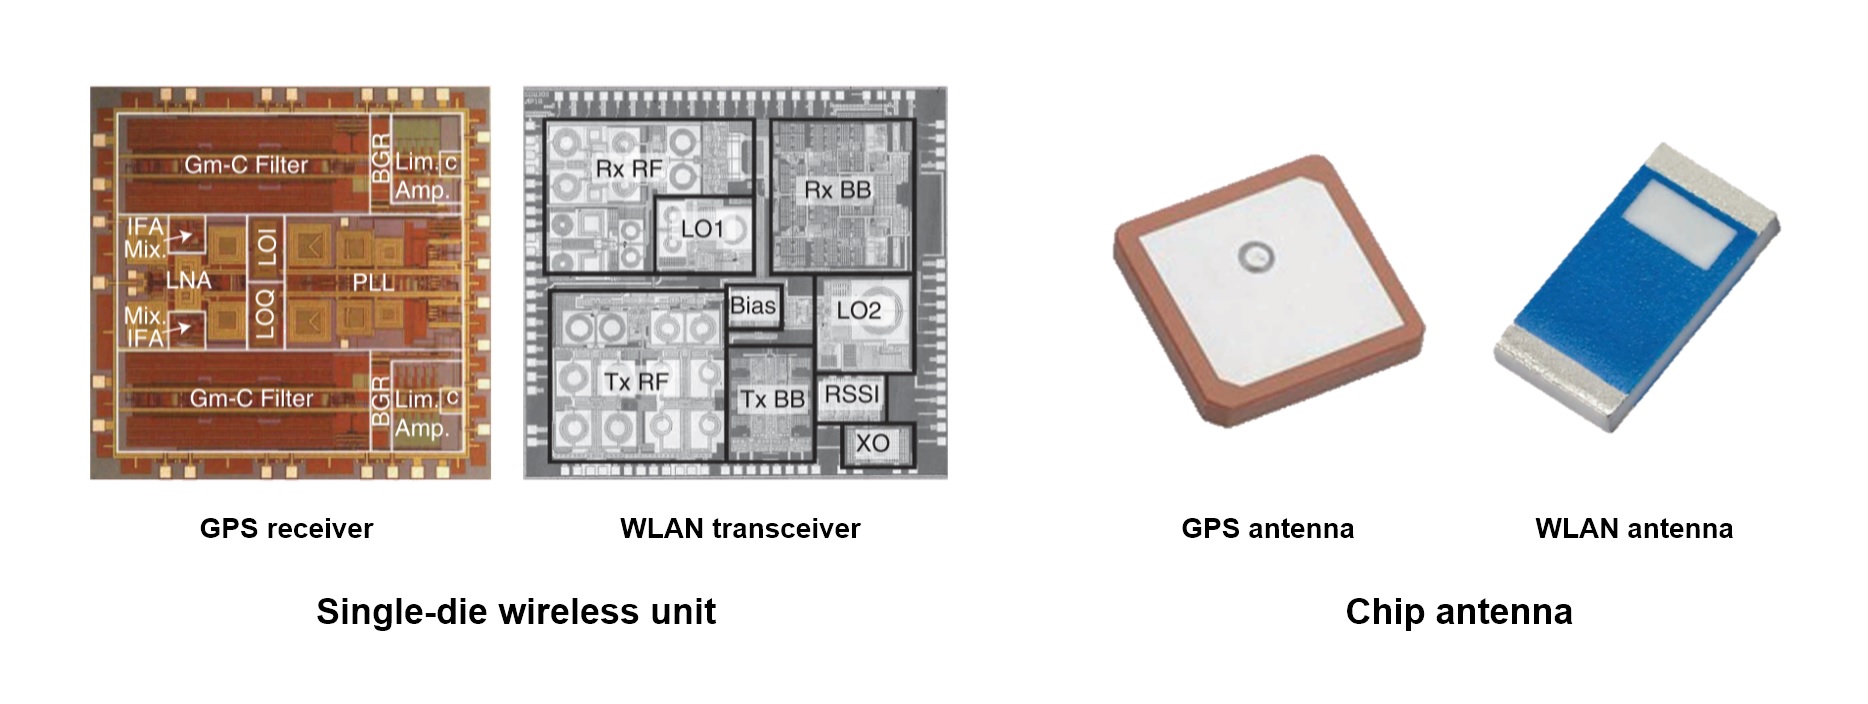 Gm-C Filter
BGR
Lim.
c
Amp.
IFA
Mix.
LNA
LOI
LOQ
PLL
Mix.
IFA
Gm-C Filter
BGR
Lim.
c
Amp.
Rx RF
LO1
Rx BB
Bias
LO2
Tx RF
Tx BB
RSSI
XO
GPS receiver
WLAN transceiver
GPS antenna
WLAN antenna
Single-die wireless unit
Chip antenna